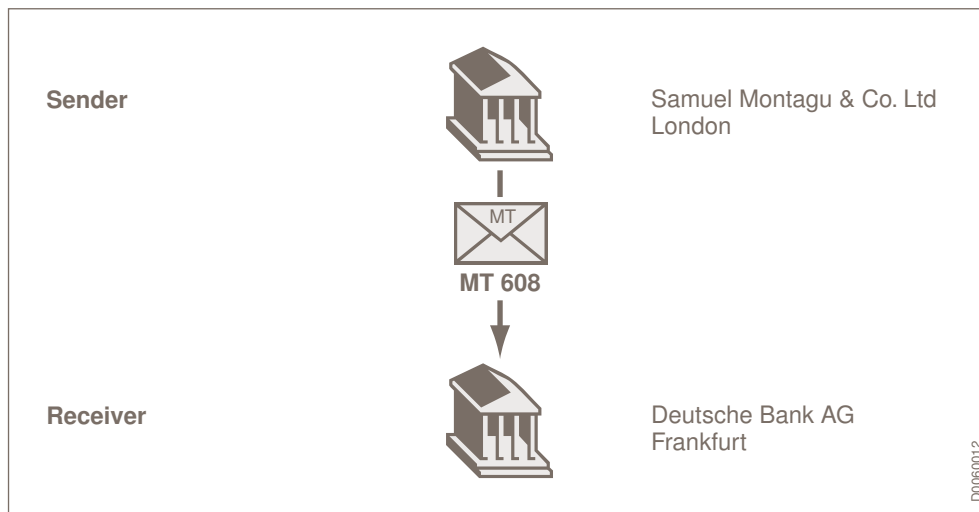 Sender
Samuel Montagu & Co. Ltd
London
MT
MT 608
Receiver
Deutsche Bank AG
Frankfurt
D0060012